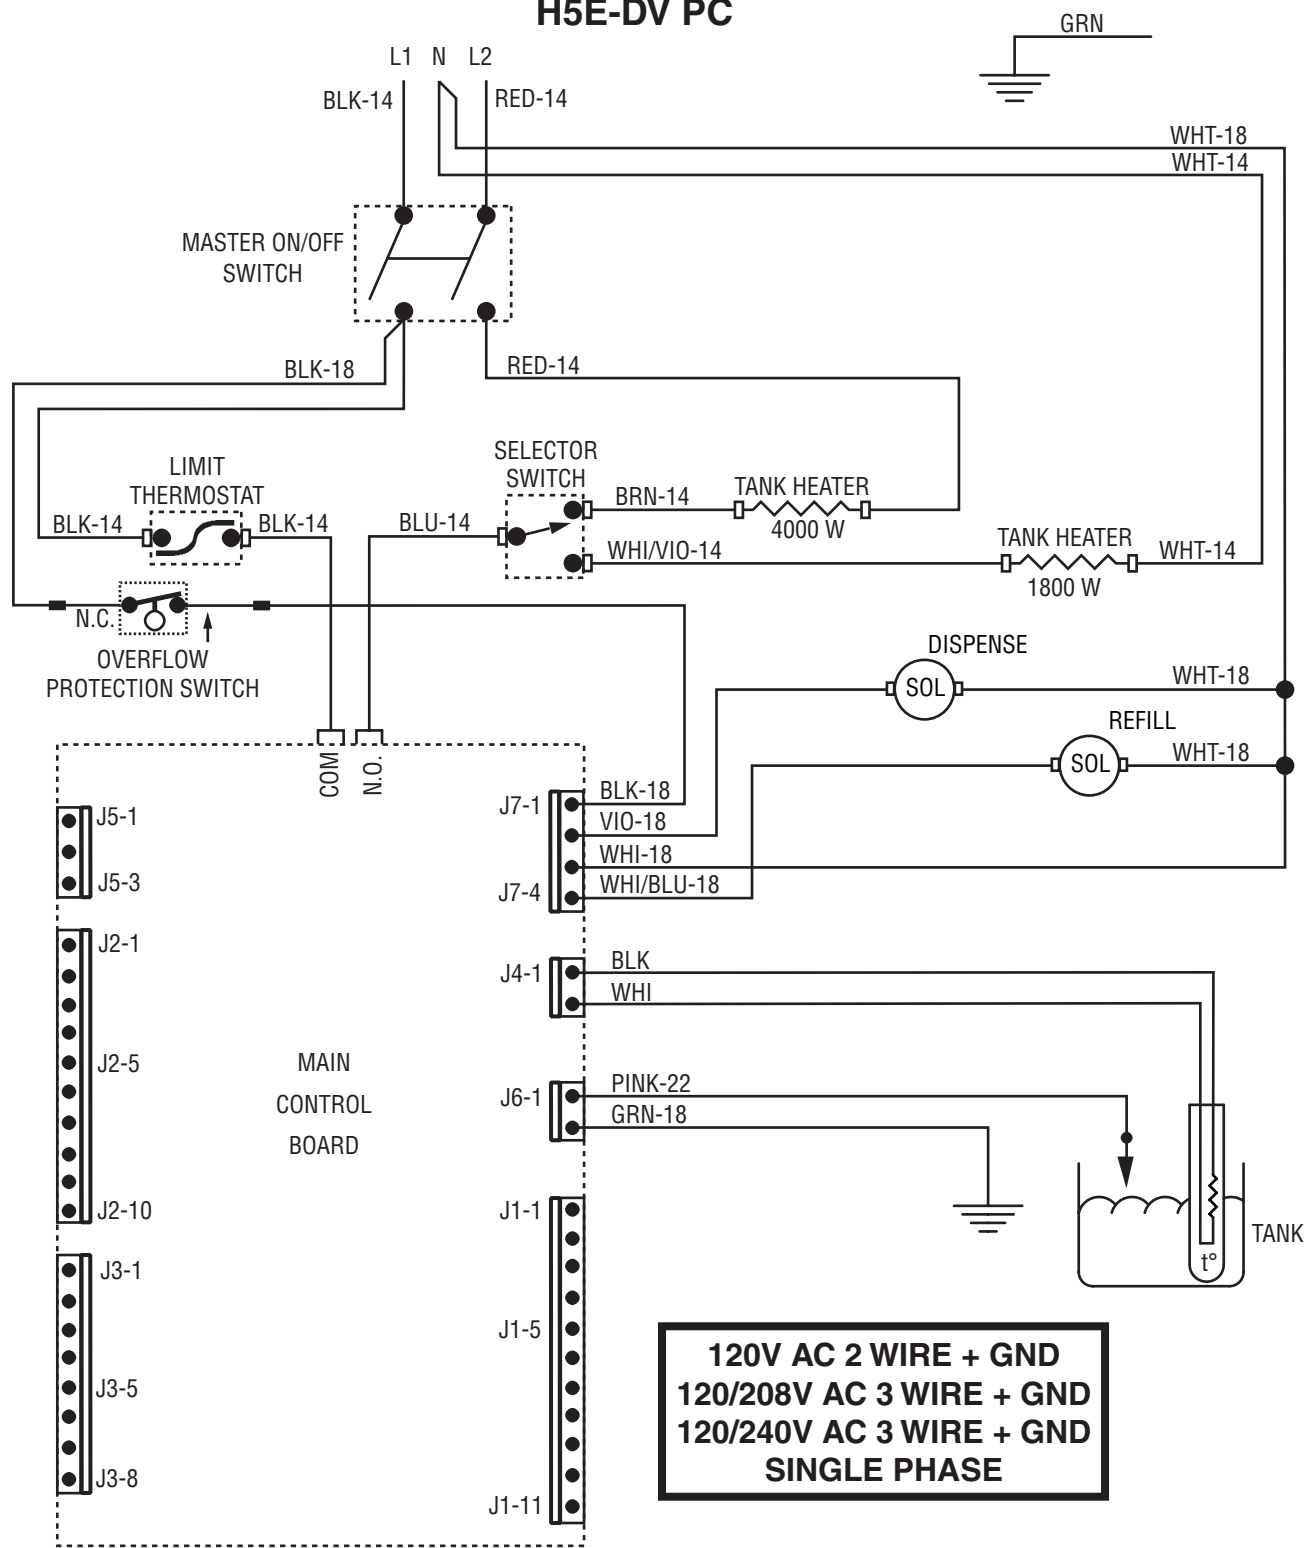 H5E-DV PC
GRN
L1 N L2
BLK-14
RED-14
WHT-18
WHT-14
MASTER ON/OFF
SWITCH
BLK-18
RED-14
SELECTOR
SWITCH
LIMIT
THERMOSTAT
BLK-14
BLK-14
BLU-14
BRN-14
TANK HEATER
4000 W
WHI/VIO-14
TANK HEATER
1800 W
WHT-14
N.C.
OVERFLOW
PROTECTION SWITCH
DISPENSE
SOL
WHT-18
REFILL
SOL
WHT-18
COM
N.O.
J7-1
BLK-18
VIO-18
WHI-18
J7-4
WHI/BLU-18
J5-1
J5-3
J2-1
J2-5
J2-10
J3-1
J3-5
J3-8
MAIN
CONTROL
BOARD
J4-1
BLK
WHI
J6-1
PINK-22
GRN-18
J1-1
J1-5
J1-11
t°
TANK
120V AC 2 WIRE + GND
120/208V AC 3 WIRE + GND
120/240V AC 3 WIRE + GND
SINGLE PHASE